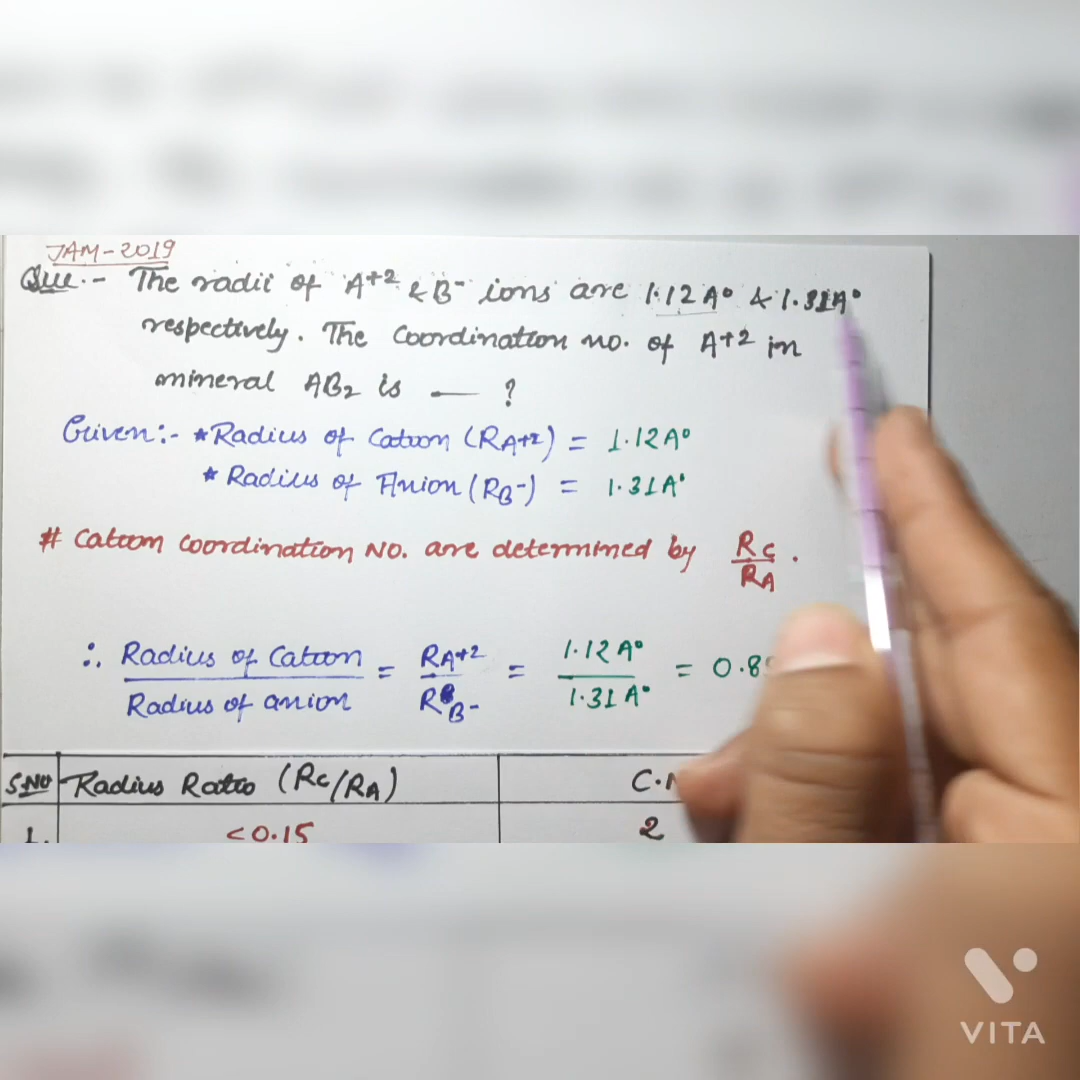 JAM-2019
Que:- The radii of A+2 & B- ions are 1.12A° & 1.31A°
respectively. The Coordination no. of A+2 in
mineral AB2 is — ?
Given:- * Radius of Cation (RA+2) = 1.12A°
* Radius of Anion (RB-) = 1.31A°
# Cation coordination NO. are determined by RC/RA .
∴ Radius of Cation / Radius of anion = RA+2 / RB- = 1.12A° / 1.31A° = 0.8
S.NO Radius Ratio (RC/RA) C.
1. <0.15 2
VITA